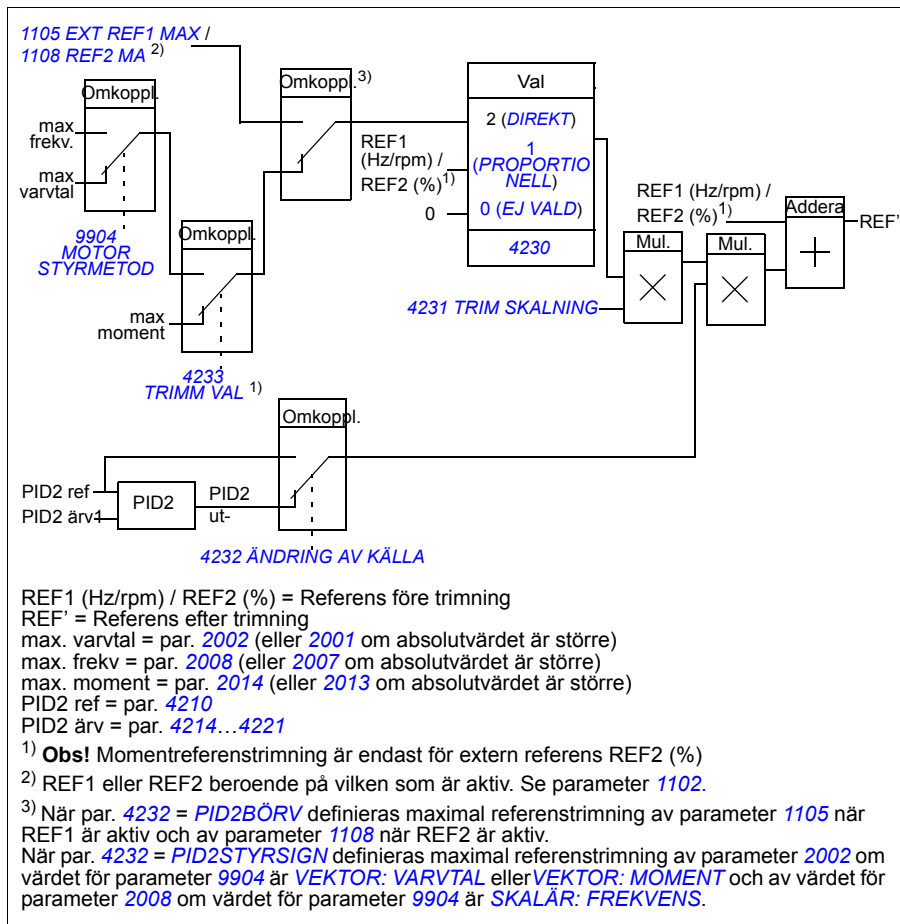 1105 EXT REF1 MAX /
1108 REF2 MA 2)
Omkoppl.
max
frekv.
max
varvtal
9904
MOTOR
STYRMETOD
Omkoppl.
max
moment
4233
TRIMM VAL 1)
Omkoppl. 3)
REF1
(Hz/rpm) /
REF2 (%) 1)
0
Val
2 (DIREKT)
1
(PROPORTIO
NELL)
0 (EJ VALD)
4230
4231 TRIM SKALNING
Mul.
Mul.
REF1 (Hz/rpm) /
REF2 (%) 1)
Addera
REF'
Omkoppl.
PID2 ref
PID2 ärv1
PID2
PID2
ut-
4232 ÄNDRING AV KÄLLA
REF1 (Hz/rpm) / REF2 (%) = Referens före trimning
REF’ = Referens efter trimning
max. varvtal = par. 2002 (eller 2001 om absolutvärdet är större)
max. frekv = par. 2008 (eller 2007 om absolutvärdet är större)
max. moment = par. 2014 (eller 2013 om absolutvärdet är större)
PID2 ref = par. 4210
PID2 ärv = par. 4214…4221
1) Obs! Momentreferenstrimning är endast för extern referens REF2 (%)
2) REF1 eller REF2 beroende på vilken som är aktiv. Se parameter 1102.
3) När par. 4232 = PID2BÖRV definieras maximal referenstrimning av parameter 1105 när
REF1 är aktiv och av parameter 1108 när REF2 är aktiv.
När par. 4232 = PID2STYRSIGN definieras maximal referenstrimning av parameter 2002 om
värdet för parameter 9904 är VEKTOR: VARVTAL ellerVEKTOR: MOMENT och av värdet för
parameter 2008 om värdet för parameter 9904 är SKALÄR: FREKVENS.